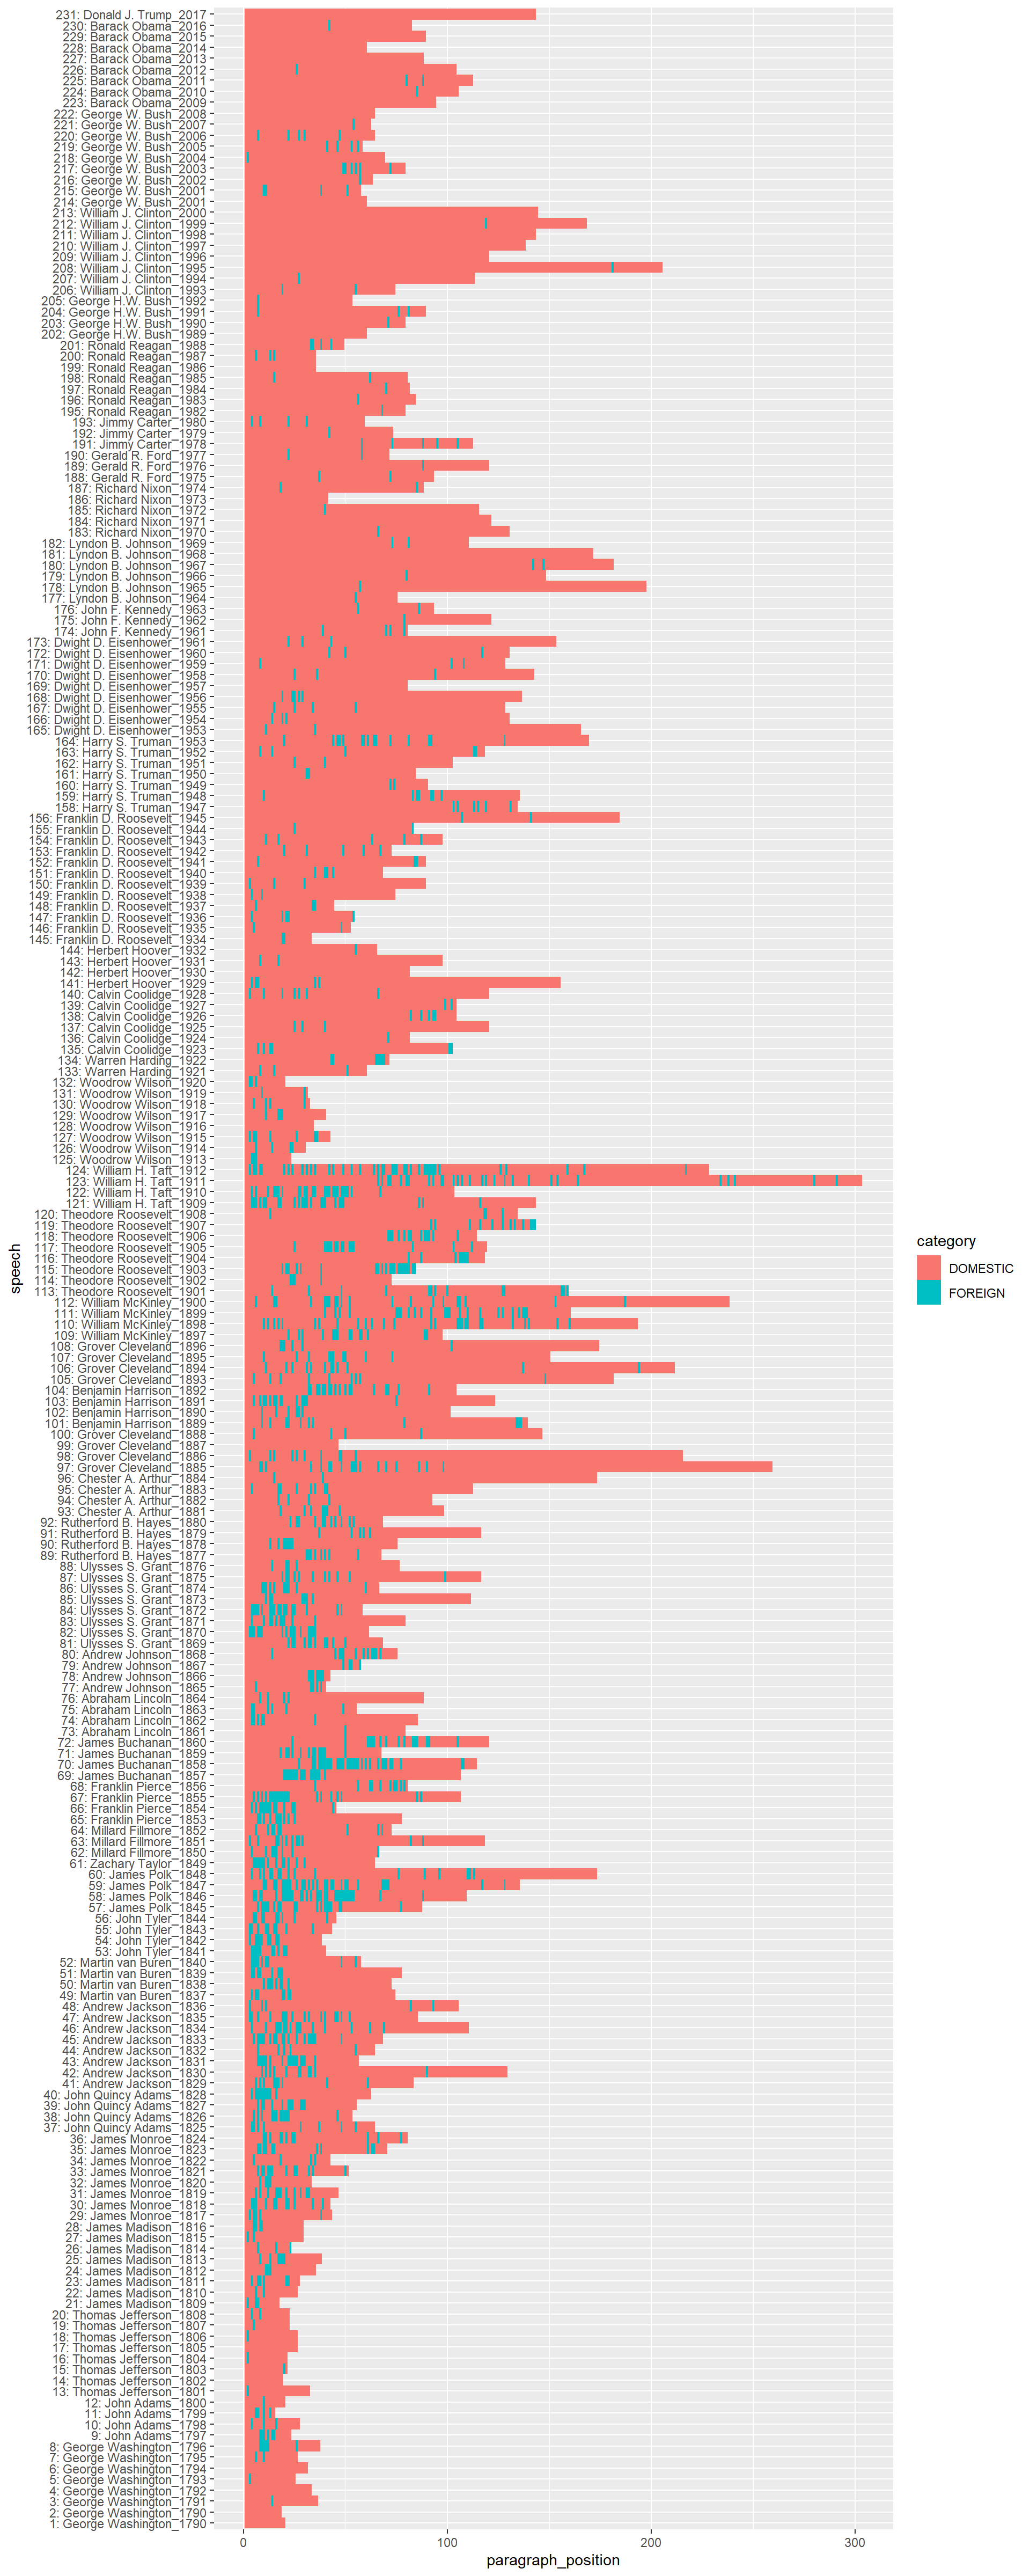 231: Donald J. Trump_2017
230: Barack Obama_2016
229: Barack Obama_2015
228: Barack Obama_2014
227: Barack Obama_2013
226: Barack Obama_2012
225: Barack Obama_2011
224: Barack Obama_2010
223: Barack Obama_2009
222: George W. Bush_2008
221: George W. Bush_2007
220: George W. Bush_2006
219: George W. Bush_2005
218: George W. Bush_2004
217: George W. Bush_2003
216: George W. Bush_2002
215: George W. Bush_2001
214: George W. Bush_2001
213: William J. Clinton_2000
212: William J. Clinton_1999
211: William J. Clinton_1998
210: William J. Clinton_1997
209: William J. Clinton_1996
208: William J. Clinton_1995
207: William J. Clinton_1994
206: William J. Clinton_1993
205: George H.W. Bush_1992
204: George H.W. Bush_1991
203: George H.W. Bush_1990
202: George H.W. Bush_1989
201: Ronald Reagan_1988
200: Ronald Reagan_1987
199: Ronald Reagan_1986
198: Ronald Reagan_1985
197: Ronald Reagan_1984
196: Ronald Reagan_1983
195: Ronald Reagan_1982
193: Jimmy Carter_1980
192: Jimmy Carter_1979
191: Jimmy Carter_1978
190: Gerald R. Ford_1977
189: Gerald R. Ford_1976
188: Gerald R. Ford_1975
187: Richard Nixon_1974
186: Richard Nixon_1973
185: Richard Nixon_1972
184: Richard Nixon_1971
183: Richard Nixon_1970
182: Lyndon B. Johnson_1969
181: Lyndon B. Johnson_1968
180: Lyndon B. Johnson_1967
179: Lyndon B. Johnson_1966
178: Lyndon B. Johnson_1965
177: Lyndon B. Johnson_1964
176: John F. Kennedy_1963
175: John F. Kennedy_1962
174: John F. Kennedy_1961
173: Dwight D. Eisenhower_1961
172: Dwight D. Eisenhower_1960
171: Dwight D. Eisenhower_1959
170: Dwight D. Eisenhower_1958
169: Dwight D. Eisenhower_1957
168: Dwight D. Eisenhower_1956
167: Dwight D. Eisenhower_1955
166: Dwight D. Eisenhower_1954
165: Dwight D. Eisenhower_1953
164: Harry S. Truman_1953
163: Harry S. Truman_1952
162: Harry S. Truman_1951
161: Harry S. Truman_1950
160: Harry S. Truman_1949
159: Harry S. Truman_1948
158: Harry S. Truman_1947
156: Franklin D. Roosevelt_1945
155: Franklin D. Roosevelt_1944
154: Franklin D. Roosevelt_1943
153: Franklin D. Roosevelt_1942
152: Franklin D. Roosevelt_1941
151: Franklin D. Roosevelt_1940
150: Franklin D. Roosevelt_1939
149: Franklin D. Roosevelt_1938
148: Franklin D. Roosevelt_1937
147: Franklin D. Roosevelt_1936
146: Franklin D. Roosevelt_1935
145: Franklin D. Roosevelt_1934
144: Herbert Hoover_1932
143: Herbert Hoover_1931
142: Herbert Hoover_1930
141: Herbert Hoover_1929
140: Calvin Coolidge_1928
139: Calvin Coolidge_1927
138: Calvin Coolidge_1926
137: Calvin Coolidge_1925
136: Calvin Coolidge_1924
135: Calvin Coolidge_1923
134: Warren Harding_1922
133: Warren Harding_1921
132: Woodrow Wilson_1920
131: Woodrow Wilson_1919
130: Woodrow Wilson_1918
129: Woodrow Wilson_1917
128: Woodrow Wilson_1916
127: Woodrow Wilson_1915
126: Woodrow Wilson_1914
125: Woodrow Wilson_1913
124: William H. Taft_1912
123: William H. Taft_1911
122: William H. Taft_1910
121: William H. Taft_1909
120: Theodore Roosevelt_1908
119: Theodore Roosevelt_1907
118: Theodore Roosevelt_1906
117: Theodore Roosevelt_1905
116: Theodore Roosevelt_1904
115: Theodore Roosevelt_1903
114: Theodore Roosevelt_1902
113: Theodore Roosevelt_1901
112: William McKinley_1900
111: William McKinley_1899
110: William McKinley_1898
109: William McKinley_1897
108: Grover Cleveland_1896
107: Grover Cleveland_1895
106: Grover Cleveland_1894
105: Grover Cleveland_1893
104: Benjamin Harrison_1892
103: Benjamin Harrison_1891
102: Benjamin Harrison_1890
101: Benjamin Harrison_1889
100: Grover Cleveland_1888
99: Grover Cleveland_1887
98: Grover Cleveland_1886
97: Grover Cleveland_1885
96: Chester A. Arthur_1884
95: Chester A. Arthur_1883
94: Chester A. Arthur_1882
93: Chester A. Arthur_1881
92: Rutherford B. Hayes_1880
91: Rutherford B. Hayes_1879
90: Rutherford B. Hayes_1878
89: Rutherford B. Hayes_1877
88: Ulysses S. Grant_1876
87: Ulysses S. Grant_1875
86: Ulysses S. Grant_1874
85: Ulysses S. Grant_1873
84: Ulysses S. Grant_1872
83: Ulysses S. Grant_1871
82: Ulysses S. Grant_1870
81: Ulysses S. Grant_1869
80: Andrew Johnson_1868
79: Andrew Johnson_1867
78: Andrew Johnson_1866
77: Andrew Johnson_1865
76: Abraham Lincoln_1864
75: Abraham Lincoln_1863
74: Abraham Lincoln_1862
73: Abraham Lincoln_1861
72: James Buchanan_1860
71: James Buchanan_1859
70: James Buchanan_1858
69: James Buchanan_1857
68: Franklin Pierce_1856
67: Franklin Pierce_1855
66: Franklin Pierce_1854
65: Franklin Pierce_1853
64: Millard Fillmore_1852
63: Millard Fillmore_1851
62: Millard Fillmore_1850
61: Zachary Taylor_1849
60: James Polk_1848
59: James Polk_1847
58: James Polk_1846
57: James Polk_1845
56: John Tyler_1844
55: John Tyler_1843
54: John Tyler_1842
53: John Tyler_1841
52: Martin van Buren_1840
51: Martin van Buren_1839
50: Martin van Buren_1838
49: Martin van Buren_1837
48: Andrew Jackson_1836
47: Andrew Jackson_1835
46: Andrew Jackson_1834
45: Andrew Jackson_1833
44: Andrew Jackson_1832
43: Andrew Jackson_1831
42: Andrew Jackson_1830
41: Andrew Jackson_1829
40: John Quincy Adams_1828
39: John Quincy Adams_1827
38: John Quincy Adams_1826
37: John Quincy Adams_1825
36: James Monroe_1824
35: James Monroe_1823
34: James Monroe_1822
33: James Monroe_1821
32: James Monroe_1820
31: James Monroe_1819
30: James Monroe_1818
29: James Monroe_1817
28: James Madison_1816
27: James Madison_1815
26: James Madison_1814
25: James Madison_1813
24: James Madison_1812
23: James Madison_1811
22: James Madison_1810
21: James Madison_1809
20: Thomas Jefferson_1808
19: Thomas Jefferson_1807
18: Thomas Jefferson_1806
17: Thomas Jefferson_1805
16: Thomas Jefferson_1804
15: Thomas Jefferson_1803
14: Thomas Jefferson_1802
13: Thomas Jefferson_1801
12: John Adams_1800
11: John Adams_1799
10: John Adams_1798
9: John Adams_1797
8: George Washington_1796
7: George Washington_1795
6: George Washington_1794
5: George Washington_1793
4: George Washington_1792
3: George Washington_1791
2: George Washington_1790
1: George Washington_1790
0
100
200
300
paragraph_position
speech
category
DOMESTIC
FOREIGN